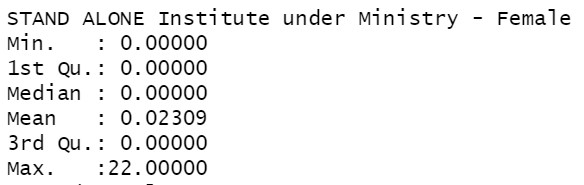 STAND ALONE Institute under Ministry - Female
Min.   : 0.00000
1st Qu.: 0.00000
Median : 0.00000
Mean   : 0.02309
3rd Qu.: 0.00000
Max.   :22.00000